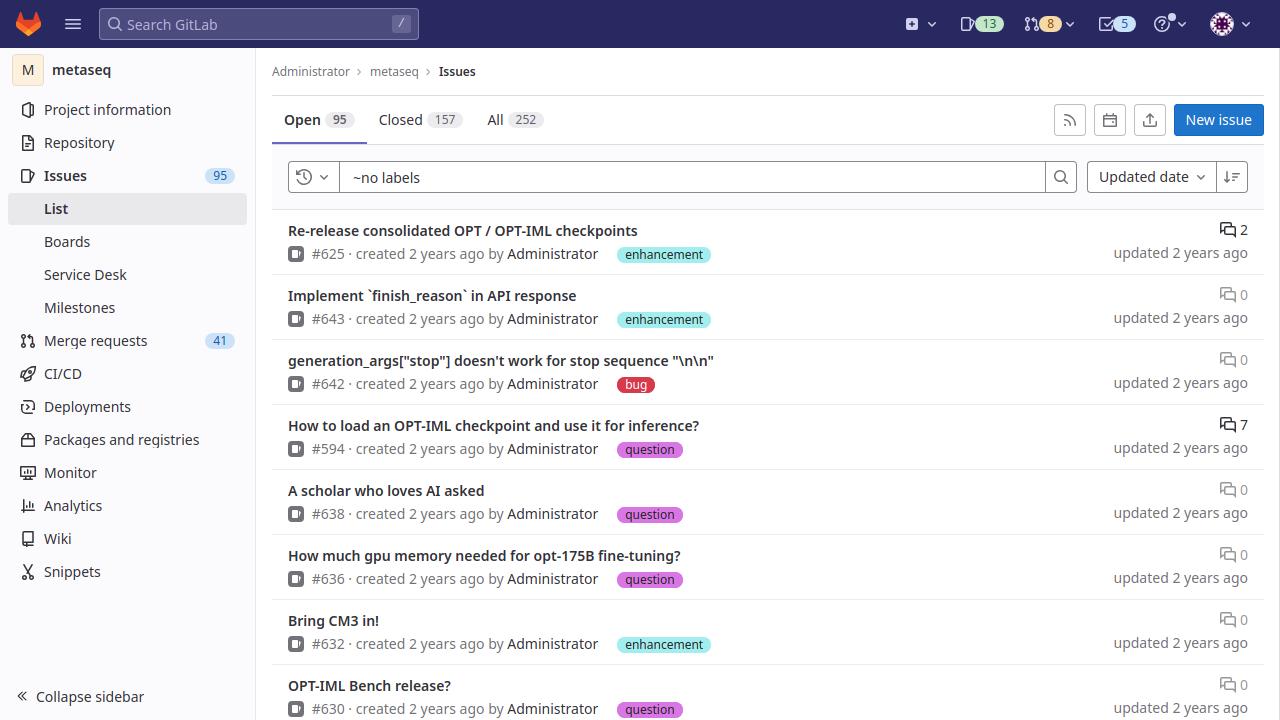 Search GitLab
/
13
8
5
M
metaseq
Project information
Repository
Issues
95
List
Boards
Service Desk
Milestones
Merge requests
41
CI/CD
Deployments
Packages and registries
Monitor
Analytics
Wiki
Snippets
Collapse sidebar
Administrator › metaseq › Issues
Open 95
Closed 157
All 252
New issue
~no labels
Updated date
Re-release consolidated OPT / OPT-IML checkpoints
2
#625 · created 2 years ago by Administrator
enhancement
updated 2 years ago
Implement `finish_reason` in API response
0
#643 · created 2 years ago by Administrator
enhancement
updated 2 years ago
generation_args["stop"] doesn't work for stop sequence "\n\n"
0
#642 · created 2 years ago by Administrator
bug
updated 2 years ago
How to load an OPT-IML checkpoint and use it for inference?
7
#594 · created 2 years ago by Administrator
question
updated 2 years ago
A scholar who loves AI asked
0
#638 · created 2 years ago by Administrator
question
updated 2 years ago
How much gpu memory needed for opt-175B fine-tuning?
0
#636 · created 2 years ago by Administrator
question
updated 2 years ago
Bring CM3 in!
0
#632 · created 2 years ago by Administrator
enhancement
updated 2 years ago
OPT-IML Bench release?
0
#630 · created 2 years ago by Administrator
question
updated 2 years ago